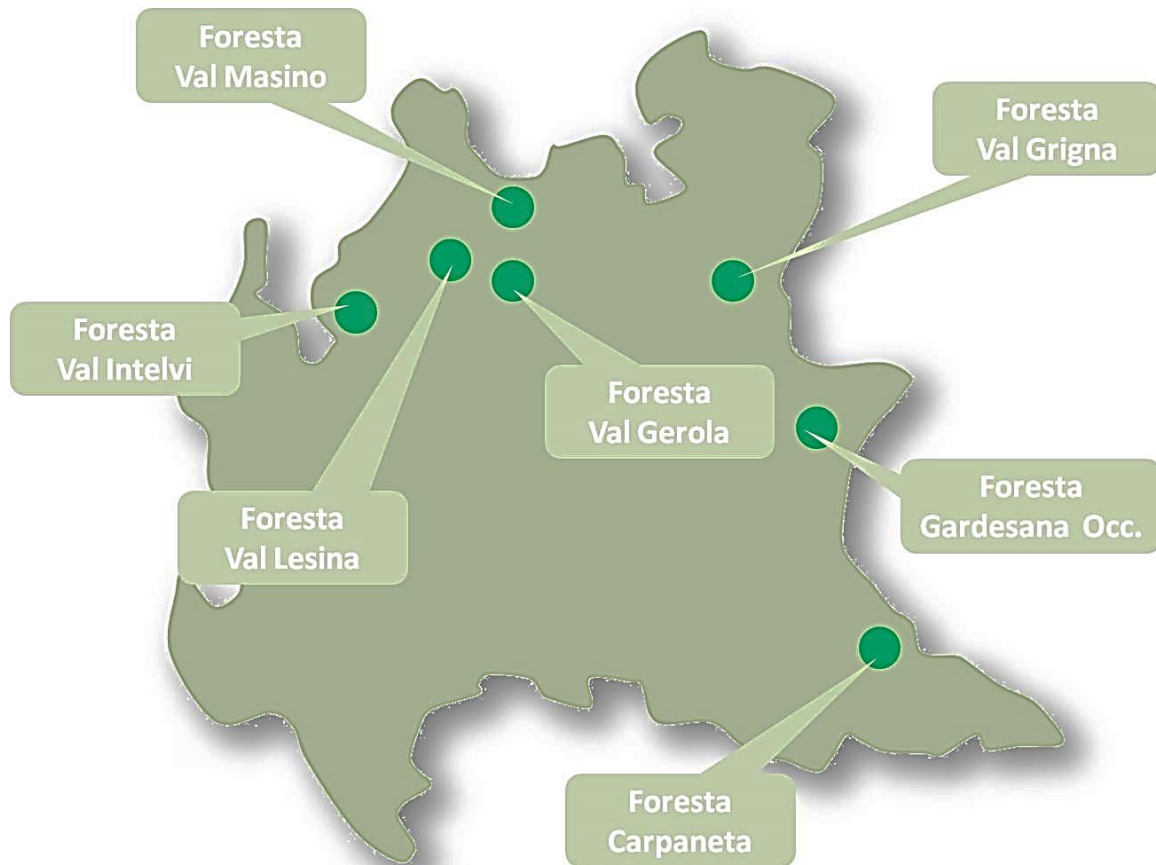 Foresta
Val Masino
Foresta
Val Grigna
Foresta
Val Intelvi
Foresta
Val Gerola
Foresta
Gardesana Occ.
Foresta
Val Lesina
Foresta
Carpaneta